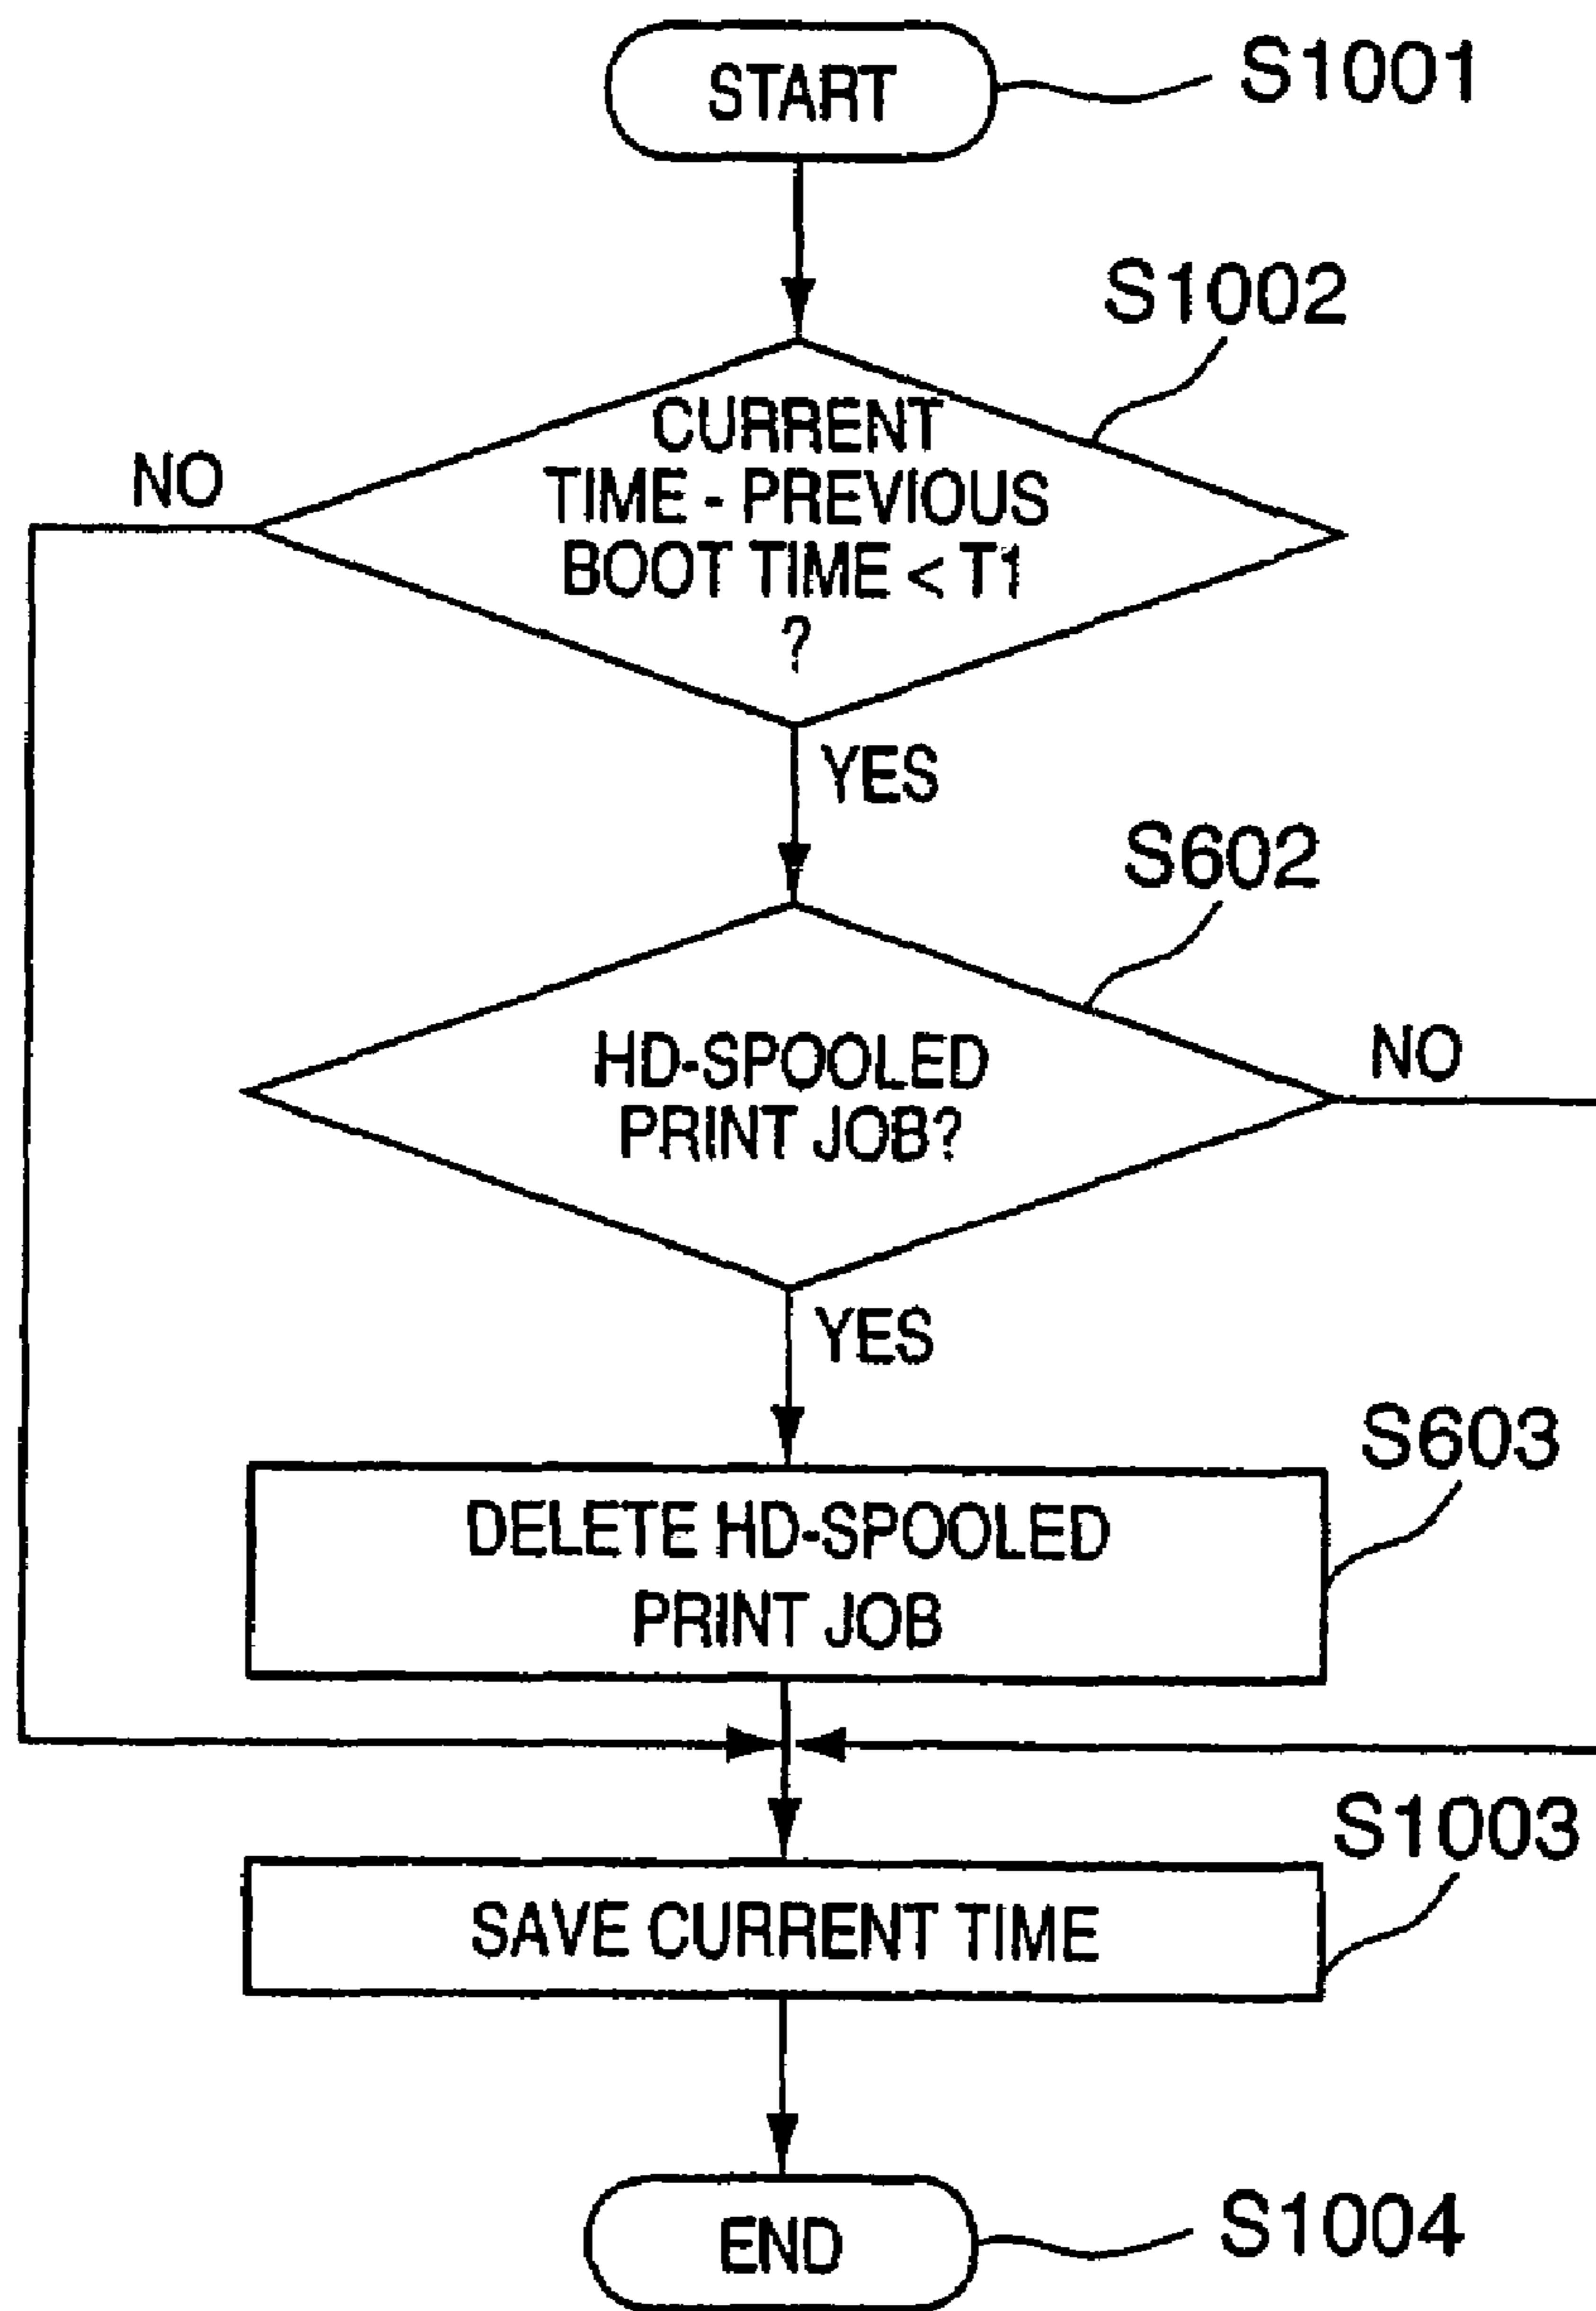 START
S1001
S1002
CURRENT
TIME - PREVIOUS
BOOT TIME < T1
?
NO
YES
S602
HD-SPOOLED
PRINT JOB?
NO
YES
S603
DELETE HD-SPOOLED
PRINT JOB
S1003
SAVE CURRENT TIME
END
S1004